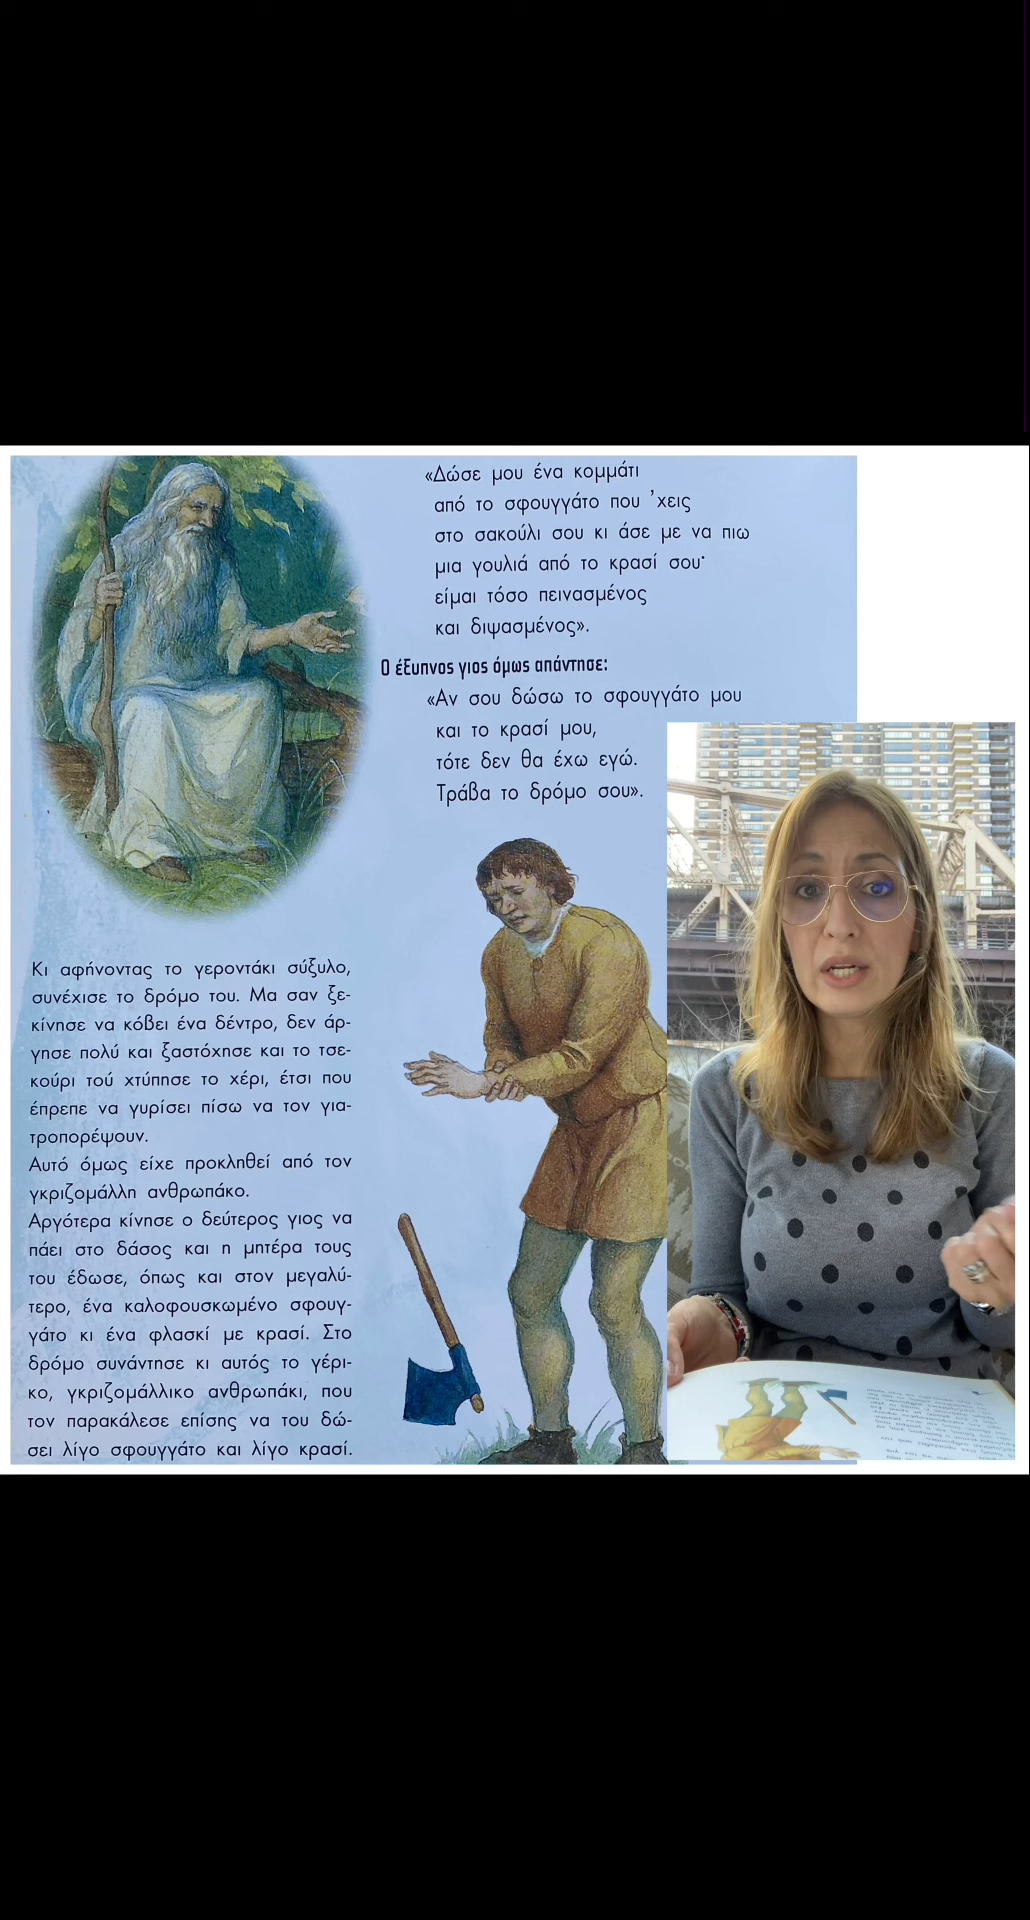 «Δώσε μου ένα κομμάτι
από το σφουγγάτο που ’χεις
στο σακούλι σου κι άσε με να πιω
μια γουλιά από το κρασί σου·
είμαι τόσο πεινασμένος
και διψασμένος».
Ο έξυπνος γιος όμως απάντησε:
«Αν σου δώσω το σφουγγάτο μου
και το κρασί μου,
τότε δεν θα έχω εγώ.
Τράβα το δρόμο σου».
Κι αφήνοντας το γεροντάκι σύξυλο,
συνέχισε το δρόμο του. Μα σαν ξε-
κίνησε να κόβει ένα δέντρο, δεν άρ-
γησε πολύ και ξαστόχησε και το τσε-
κούρι τού χτύπησε το χέρι, έτσι που
έπρεπε να γυρίσει πίσω να τον για-
τροπορέψουν.
Αυτό όμως είχε προκληθεί από τον
γκριζομάλλη ανθρωπάκο.
Αργότερα κίνησε ο δεύτερος γιος να
πάει στο δάσος και η μητέρα τους
του έδωσε, όπως και στον μεγαλύ-
τερο, ένα καλοφουσκωμένο σφουγ-
γάτο κι ένα φλασκί με κρασί. Στο
δρόμο συνάντησε κι αυτός το γέρι-
κο, γκριζομάλλικο ανθρωπάκι, που
τον παρακάλεσε επίσης να του δώ-
σει λίγο σφουγγάτο και λίγο κρασί.